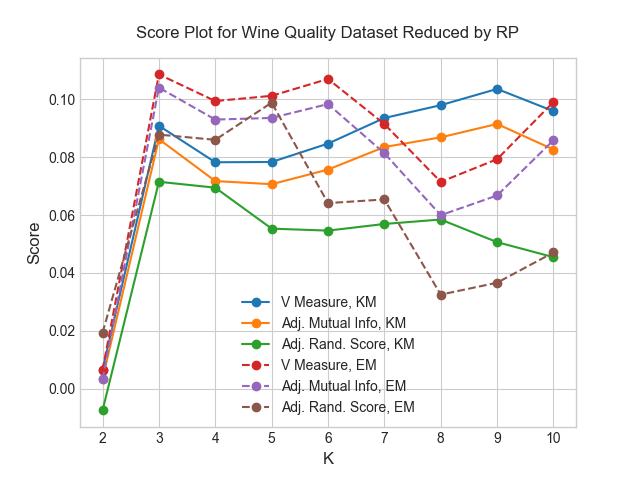 Score Plot for Wine Quality Dataset Reduced by RP
0.10
0.08
0.06
0.04
0.02
0.00
Score
V Measure, KM
Adj. Mutual Info, KM
Adj. Rand. Score, KM
V Measure, EM
Adj. Mutual Info, EM
Adj. Rand. Score, EM
2 3 4 5 6 7 8 9 10
K